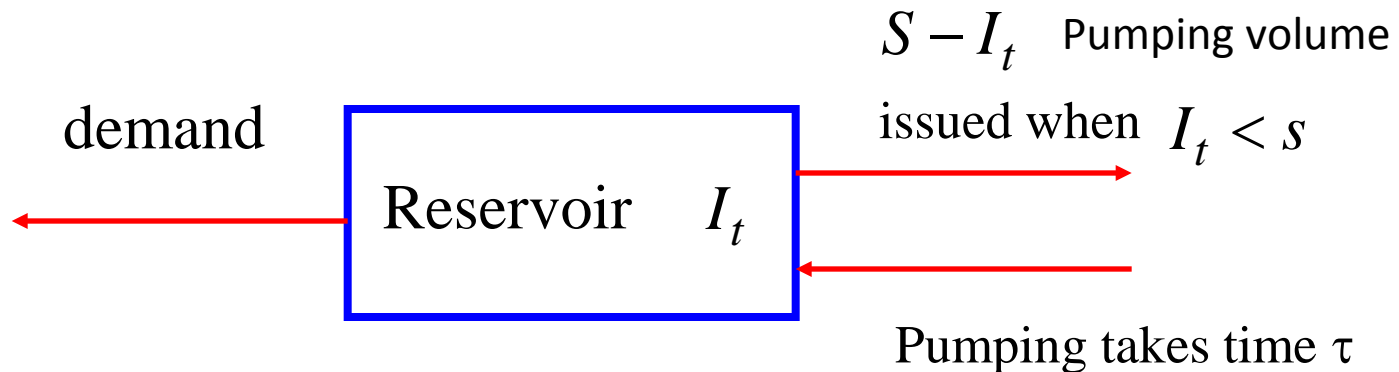 S − I_t Pumping volume
demand
issued when I_t < s
Reservoir I_t
Pumping takes time τ